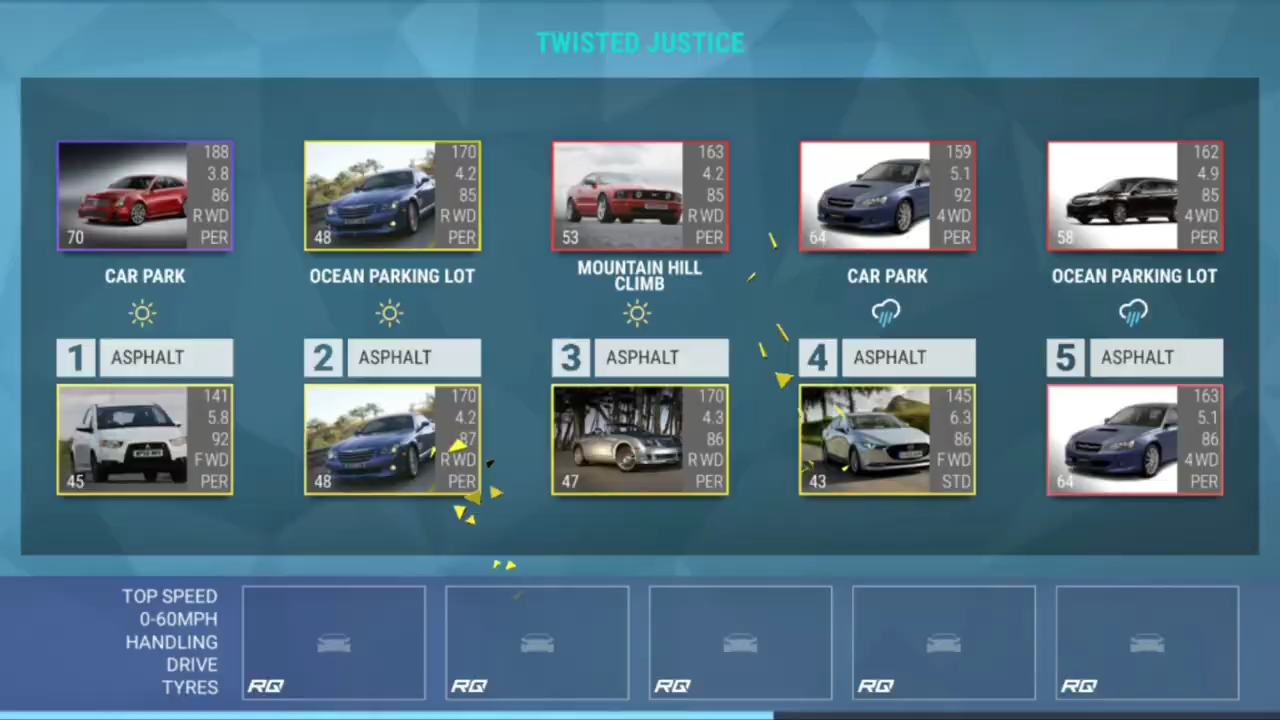 TWISTED JUSTICE
188
3.8
86
RWD
PER
70
170
4.2
85
RWD
PER
48
163
4.2
85
RWD
PER
53
159
5.1
92
4WD
PER
64
162
4.9
85
4WD
PER
58
CAR PARK
OCEAN PARKING LOT
MOUNTAIN HILL
CLIMB
CAR PARK
OCEAN PARKING LOT
1 ASPHALT
2 ASPHALT
3 ASPHALT
4 ASPHALT
5 ASPHALT
141
5.8
92
FWD
PER
45
170
4.2
87
RWD
PER
48
170
4.3
86
RWD
PER
47
145
6.3
86
FWD
STD
43
163
5.1
86
4WD
PER
64
TOP SPEED
0-60MPH
HANDLING
DRIVE
TYRES
RQ
RQ
RQ
RQ
RQ